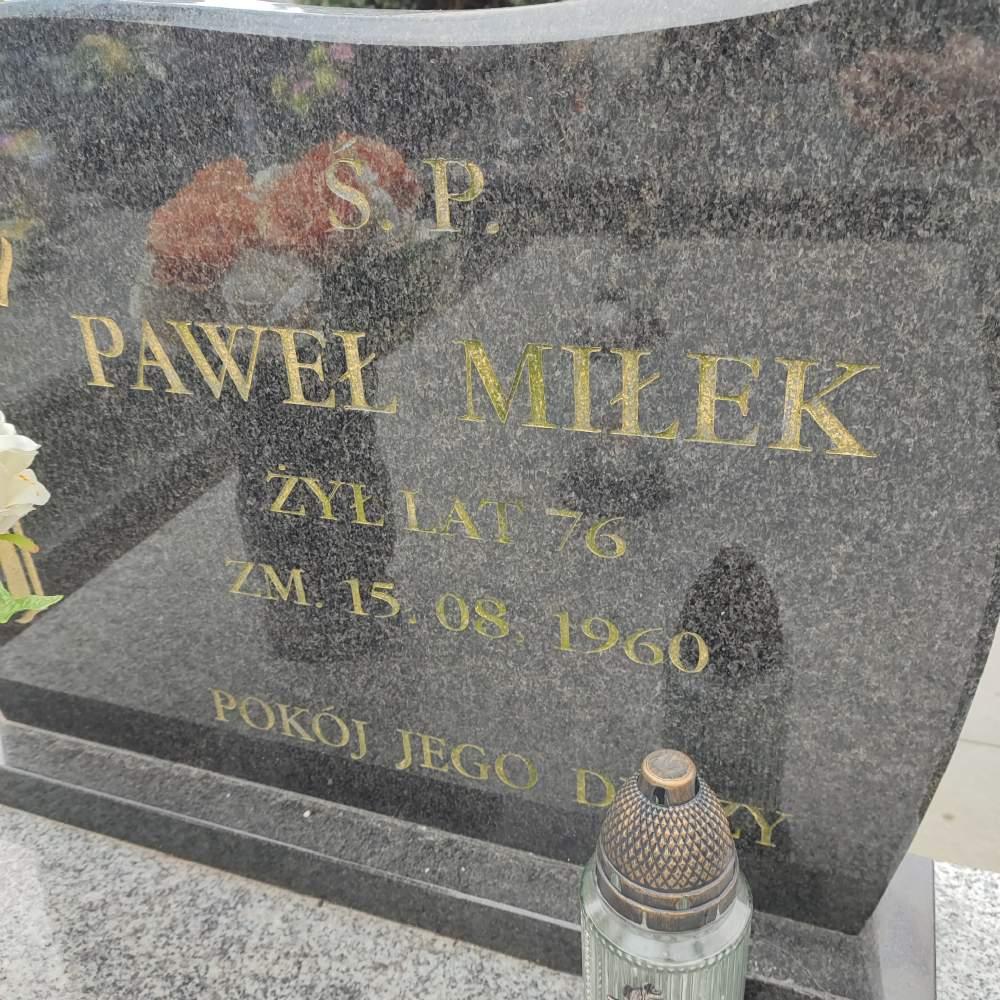 Ś. P.
PAWEŁ MIŁEK
ŻYŁ LAT 76
ZM. 15. 08. 1960
POKÓJ JEGO